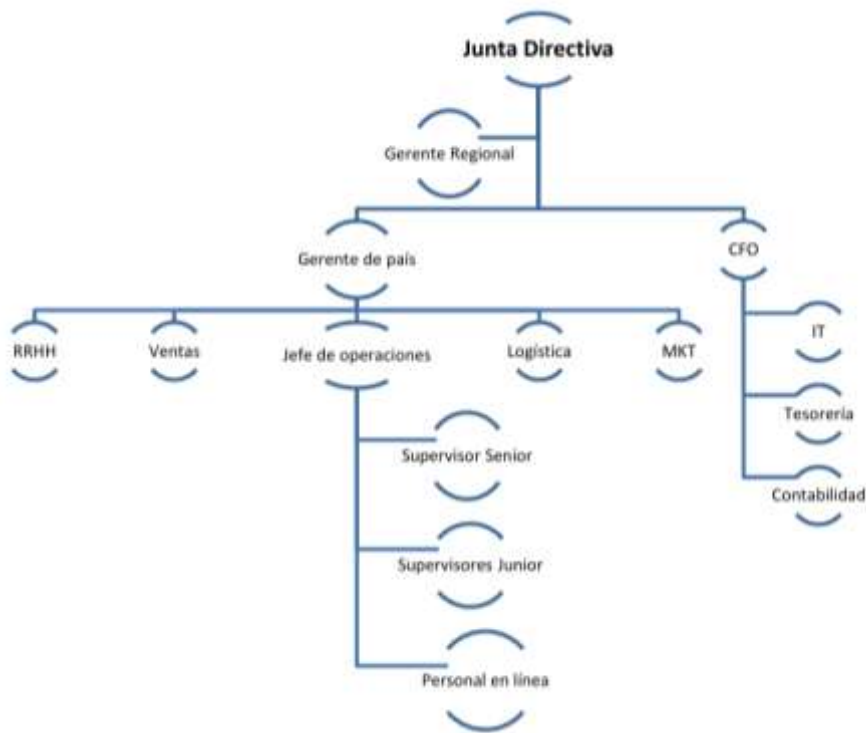 Junta Directiva
Gerente Regional
Gerente de país
CFO
RRHH
Ventas
Jefe de operaciones
Logística
MKT
IT
Tesorería
Supervisor Senior
Contabilidad
Supervisores Junior
Personal en línea